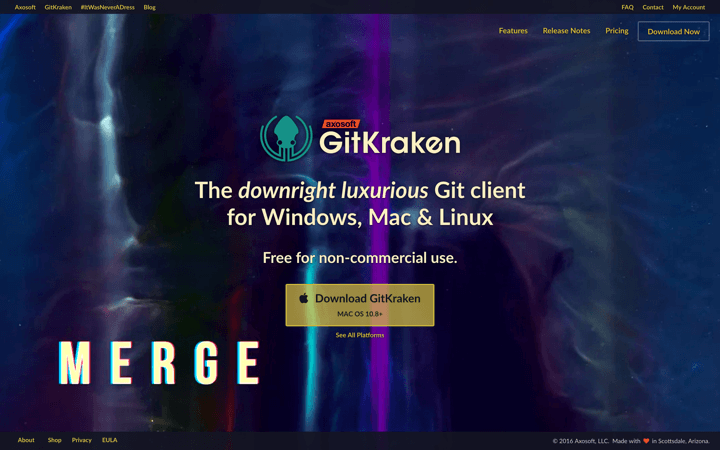 Axosoft GitKraken #ItWasNeverADress Blog FAQ Contact My Account
Features Release Notes Pricing Download Now
axosoft
GitKraken
The downright luxurious Git client
for Windows, Mac & Linux
Free for non-commercial use.
Download GitKraken
MAC OS 10.8+
See All Platforms
MERGE
About Shop Privacy EULA © 2016 Axosoft, LLC. Made with ❤ in Scottsdale, Arizona.